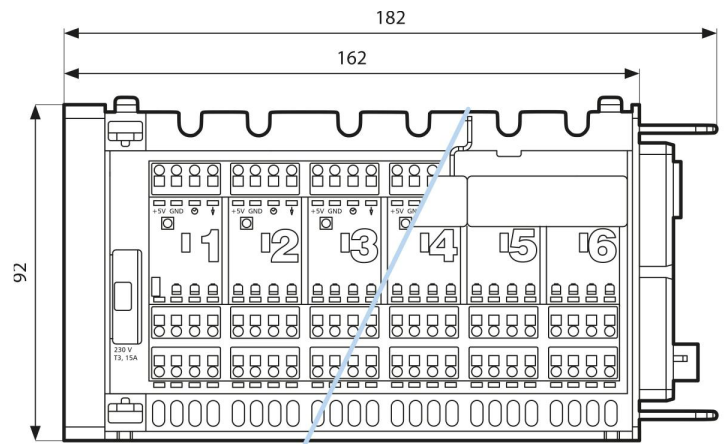 182
162
92
+5V GND +5V GND +5V GND +5V GND
1 2 3 4 5 6
230 V
T3, 15A